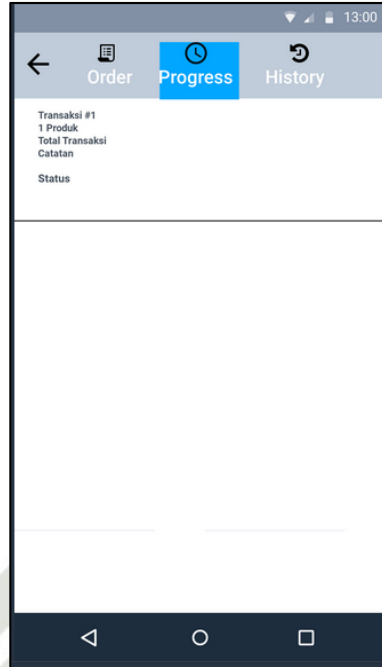 13:00
Order Progress History
Transaksi #1
1 Produk
Total Transaksi
Catatan
Status